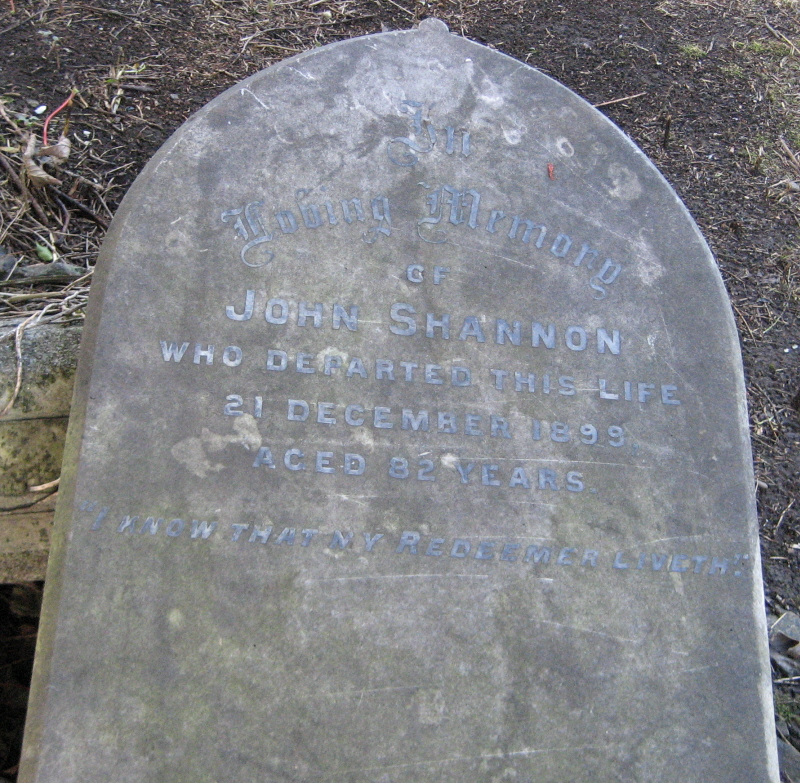 In
Loving Memory
OF
JOHN SHANNON
WHO DEPARTED THIS LIFE
21 DECEMBER 1899,
AGED 82 YEARS.
"I KNOW THAT MY REDEEMER LIVETH".